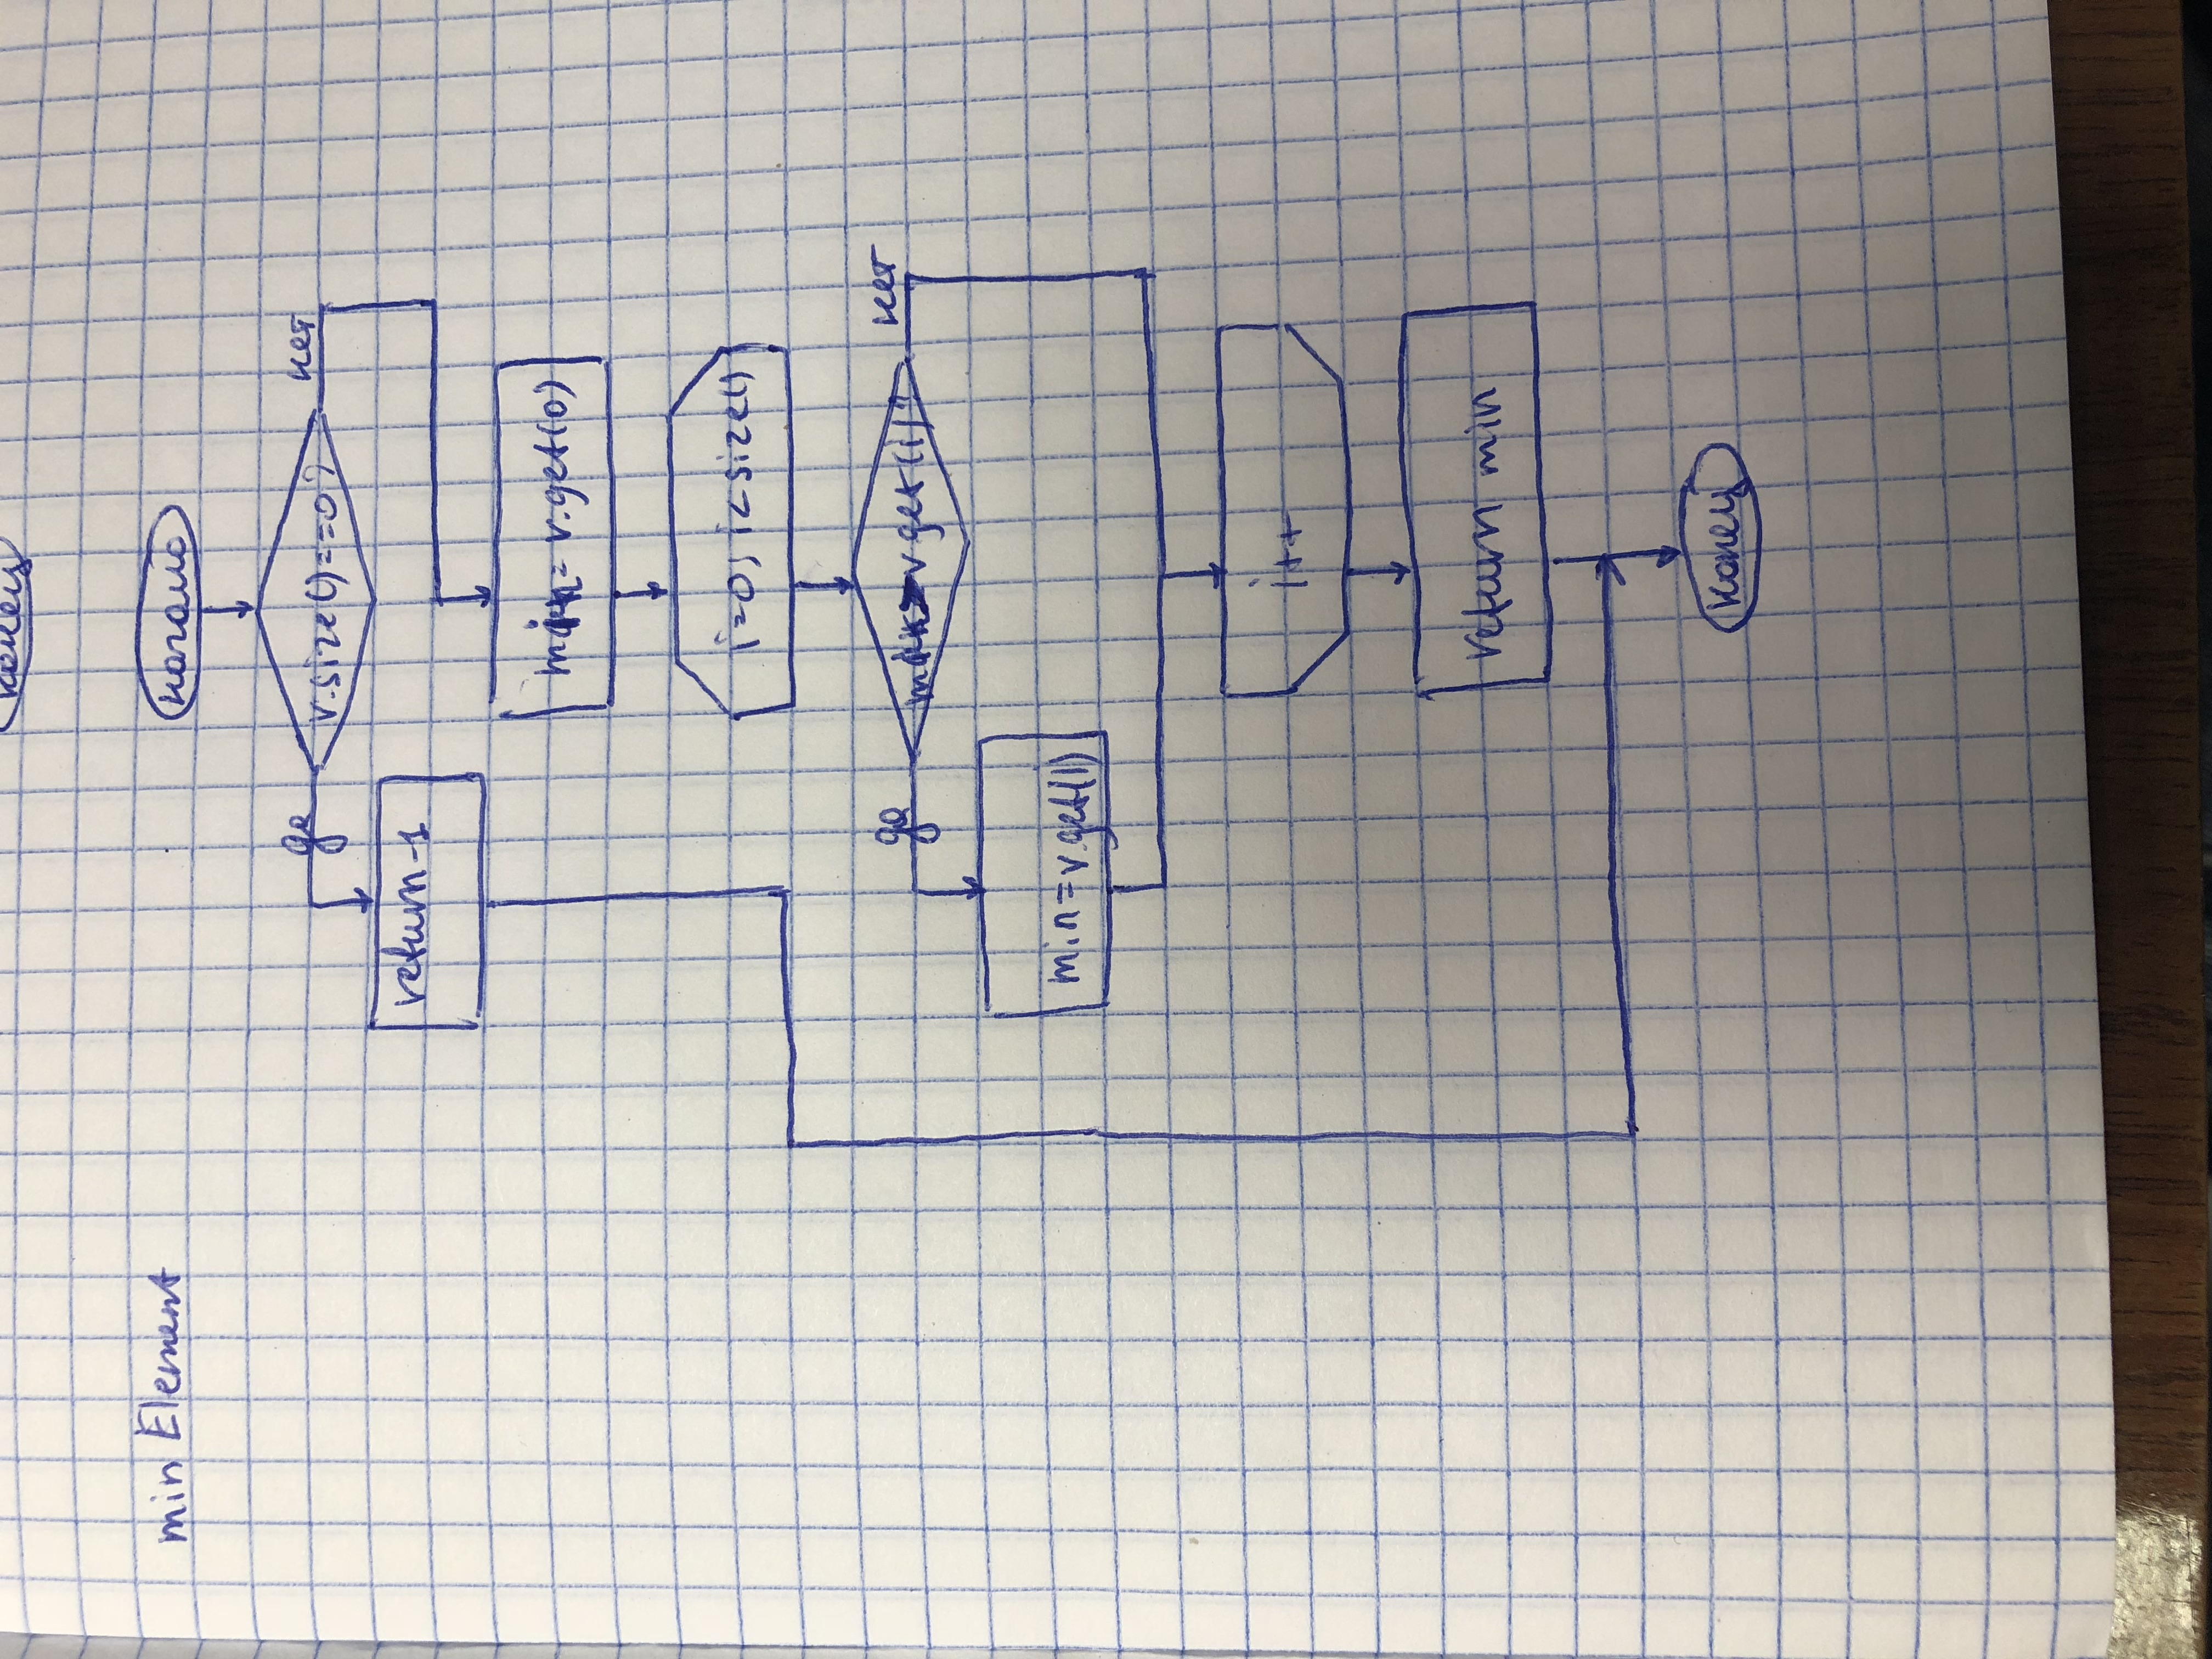 конец
min Element
начало
v.size()==0?
да
нет
return -1
min = v.get(0)
i=0; i<size()
min > v.get(i)?
да
нет
min = v.get(i)
i++
return min
конец